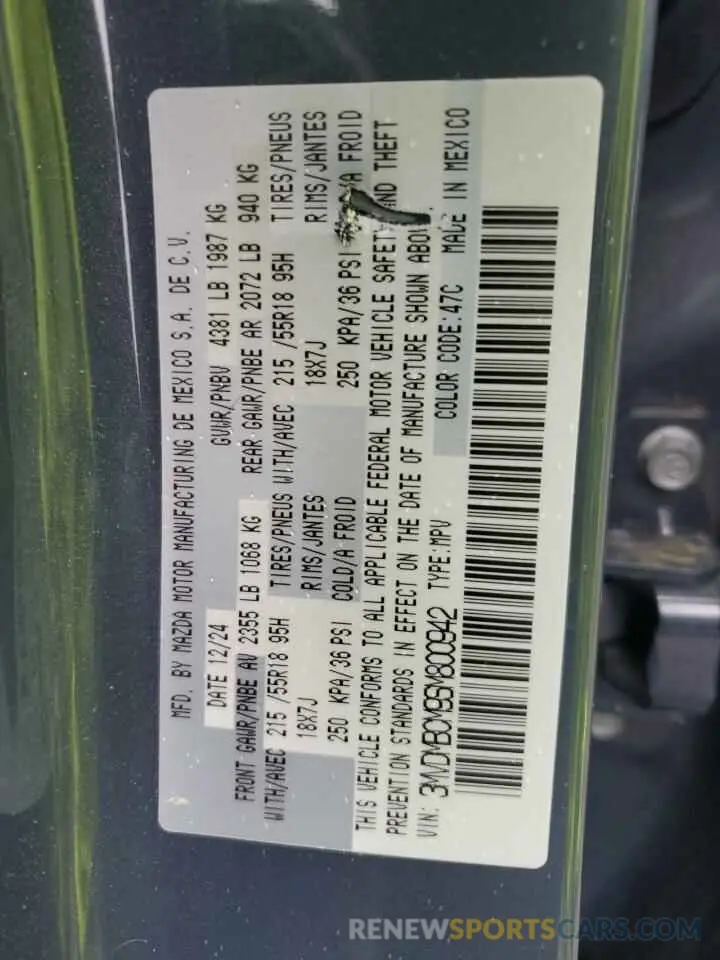 MFD. BY MAZDA MOTOR MANUFACTURING DE MEXICO S.A. DE C.V.
DATE 12/24 GVWR/PNBV 4381 LB 1987 KG
FRONT GAWR/PNBE AV 2355 LB 1068 KG REAR GAWR/PNBE AR 2072 LB 940 KG
WITH/AVEC 215 /55R18 95H TIRES/PNEUS WITH/AVEC 215 /55R18 95H TIRES/PNEUS
18X7J RIMS/JANTES 18X7J RIMS/JANTES
250 KPA/36 PSI COLD/A FROID 250 KPA/36 PSI A FROID
THIS VEHICLE CONFORMS TO ALL APPLICABLE FEDERAL MOTOR VEHICLE SAFETY AND THEFT
PREVENTION STANDARDS IN EFFECT ON THE DATE OF MANUFACTURE SHOWN ABOVE.
VIN: 3MVDMBCM9SM800942 TYPE:MPV COLOR CODE:47C MADE IN MEXICO
RENEWSPORTSCARS.COM